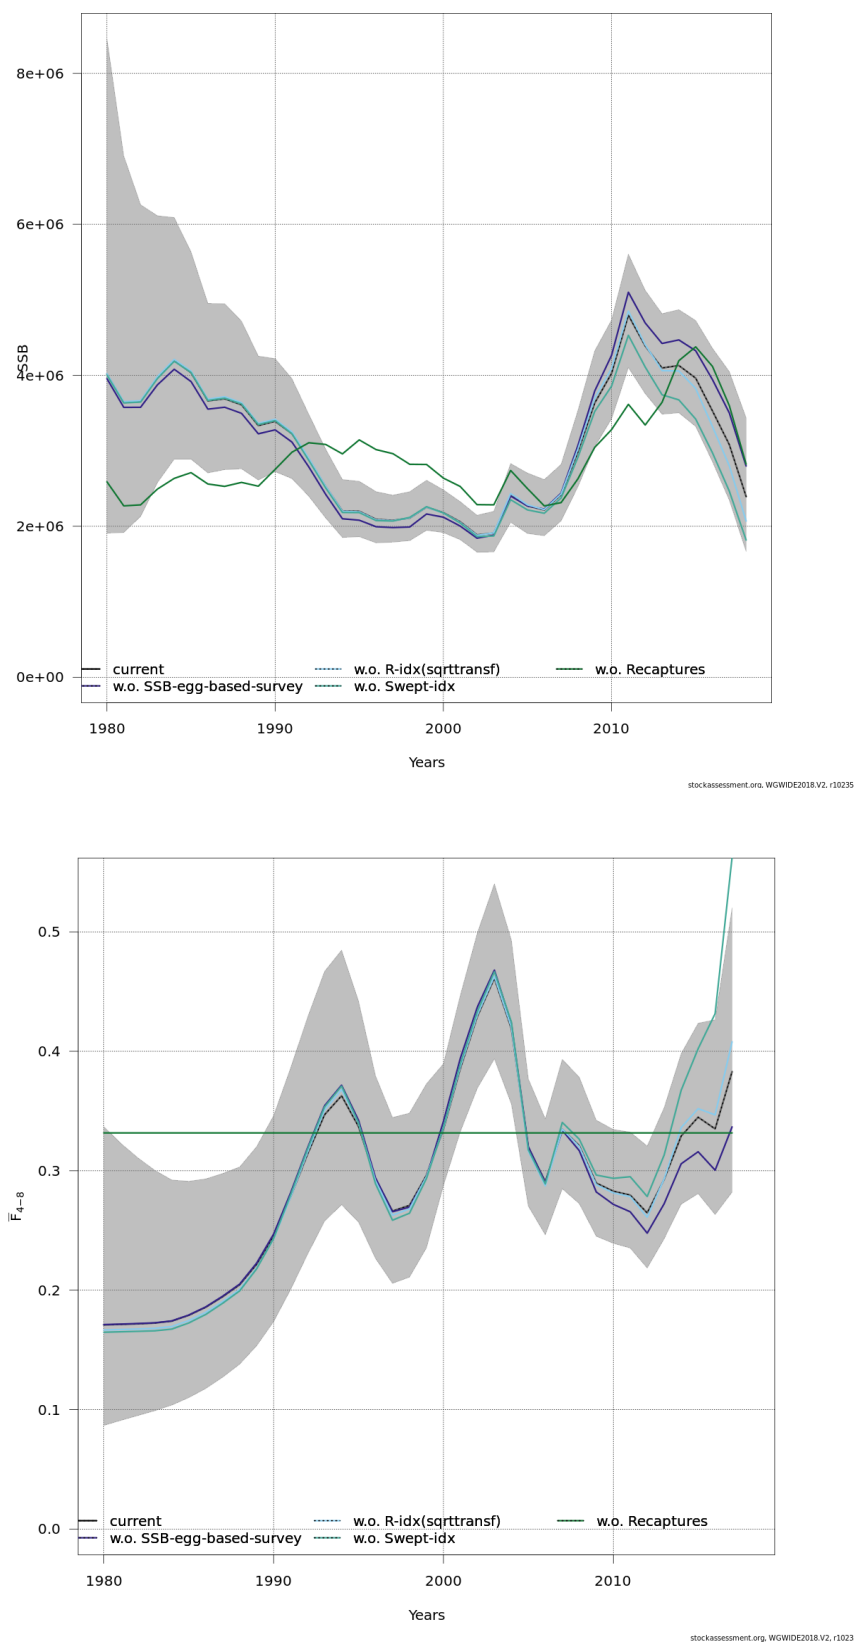 8e+06
6e+06
SSB
4e+06
2e+06
current
w.o. R-idx(sqrttransf)
w.o. Recaptures
0e+00
w.o. SSB-egg-based-survey
w.o. Swept-idx
1980
1990
2000
2010
Years
stockassessment.org, WGWIDE2018.V2, r10235
0.5
0.4
0.3
F̅4−8
0.2
0.1
current
w.o. R-idx(sqrttransf)
w.o. Recaptures
0.0
w.o. SSB-egg-based-survey
w.o. Swept-idx
1980
1990
2000
2010
Years
stockassessment.org, WGWIDE2018.V2, r1023